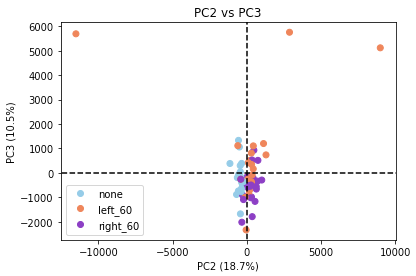 PC2 vs PC3
6000
5000
4000
3000
2000
1000
0
−1000
−2000
PC3 (10.5%)
none
left_60
right_60
−10000 −5000 0 5000 10000
PC2 (18.7%)